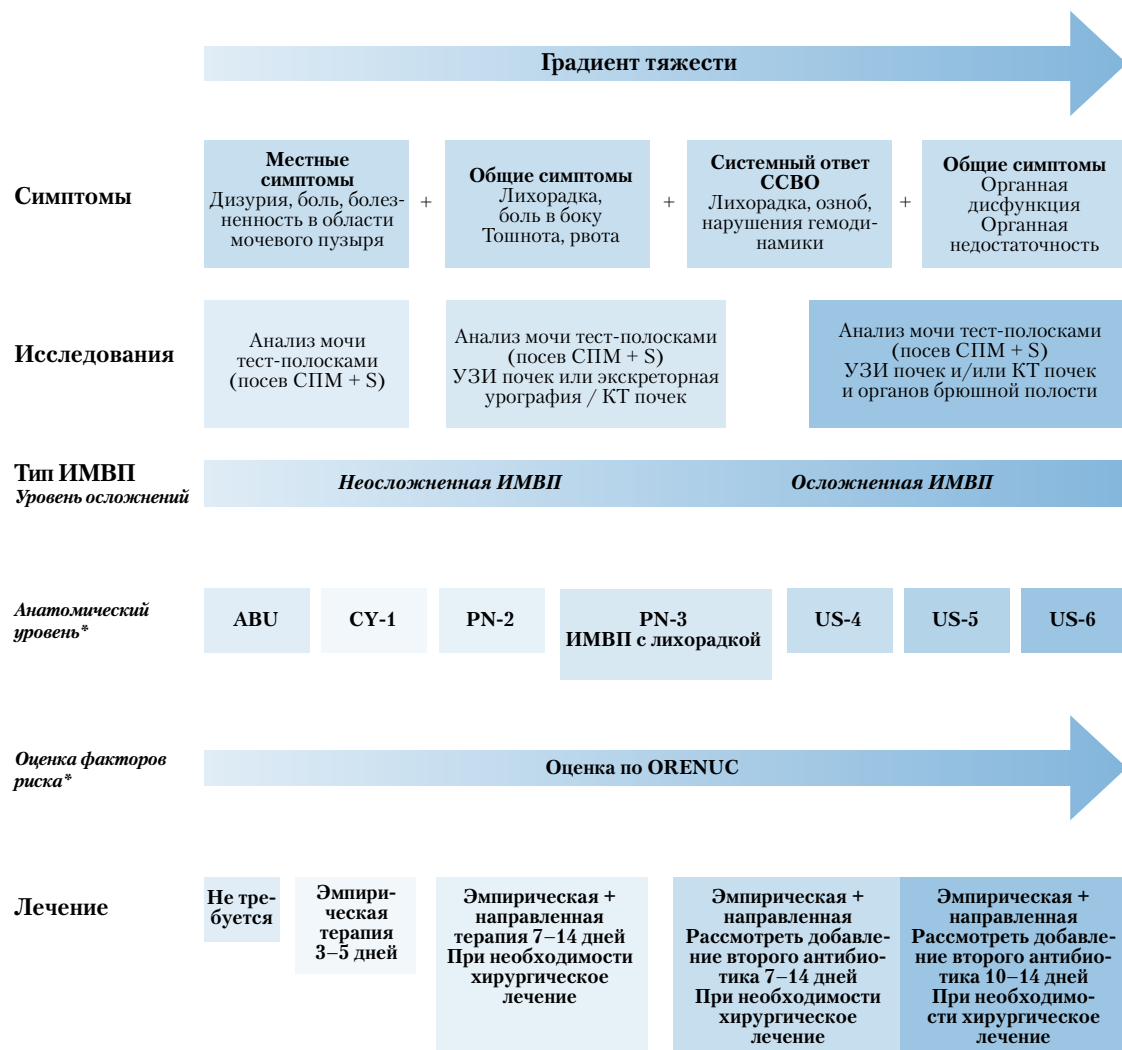 Градиент тяжести
Симптомы
Местные
симптомы
Дизурия, боль, болез-
ненность в области
мочевого пузыря
+
Общие симптомы
Лихорадка,
боль в боку
Тошнота, рвота
+
Системный ответ
ССВО
Лихорадка, озноб,
нарушения гемоди-
намики
+
Общие симптомы
Органная
дисфункция
Органная
недостаточность
Исследования
Анализ мочи
тест-полосками
(посев СПМ + S)
Анализ мочи тест-полосками
(посев СПМ + S)
УЗИ почек или экскреторная
урография / КТ почек
Анализ мочи тест-полосками
(посев СПМ + S)
УЗИ почек и/или КТ почек
и органов брюшной полости
Тип ИМВП
Уровень осложнений
Неосложненная ИМВП
Осложненная ИМВП
Анатомический
уровень*
ABU
CY-1
PN-2
PN-3
ИМВП с лихорадкой
US-4
US-5
US-6
Оценка факторов
риска*
Оценка по ORENUC
Лечение
Не тре-
буется
Эмпири-
ческая
терапия
3–5 дней
Эмпирическая +
направленная
терапия 7–14 дней
При необходимости
хирургическое
лечение
Эмпирическая +
направленная
Рассмотреть добавле-
ние второго антибио-
тика 7–14 дней
При необходимости
хирургическое
лечение
Эмпирическая +
направленная
Рассмотреть добавле-
ние второго антибио-
тика 10–14 дней
При необходимо-
сти хирургическое
лечение